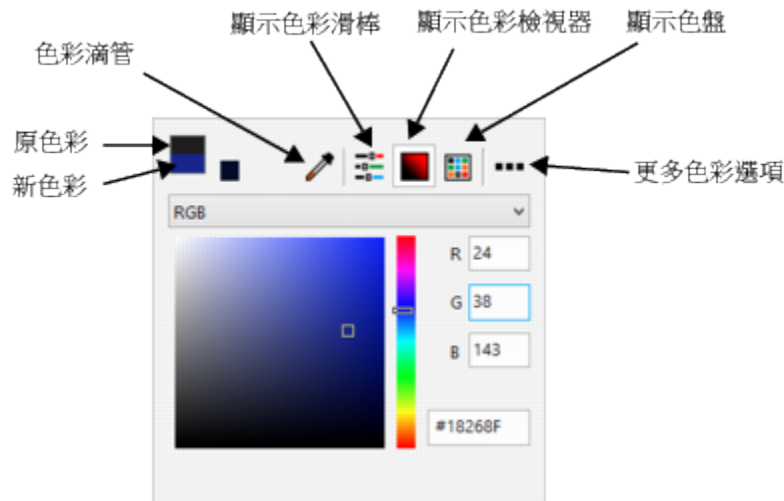 顯示色彩滑棒
顯示色彩檢視器
顯示色盤
色彩滴管
原色彩
新色彩
更多色彩選項
RGB
R 24
G 38
B 143
#18268F